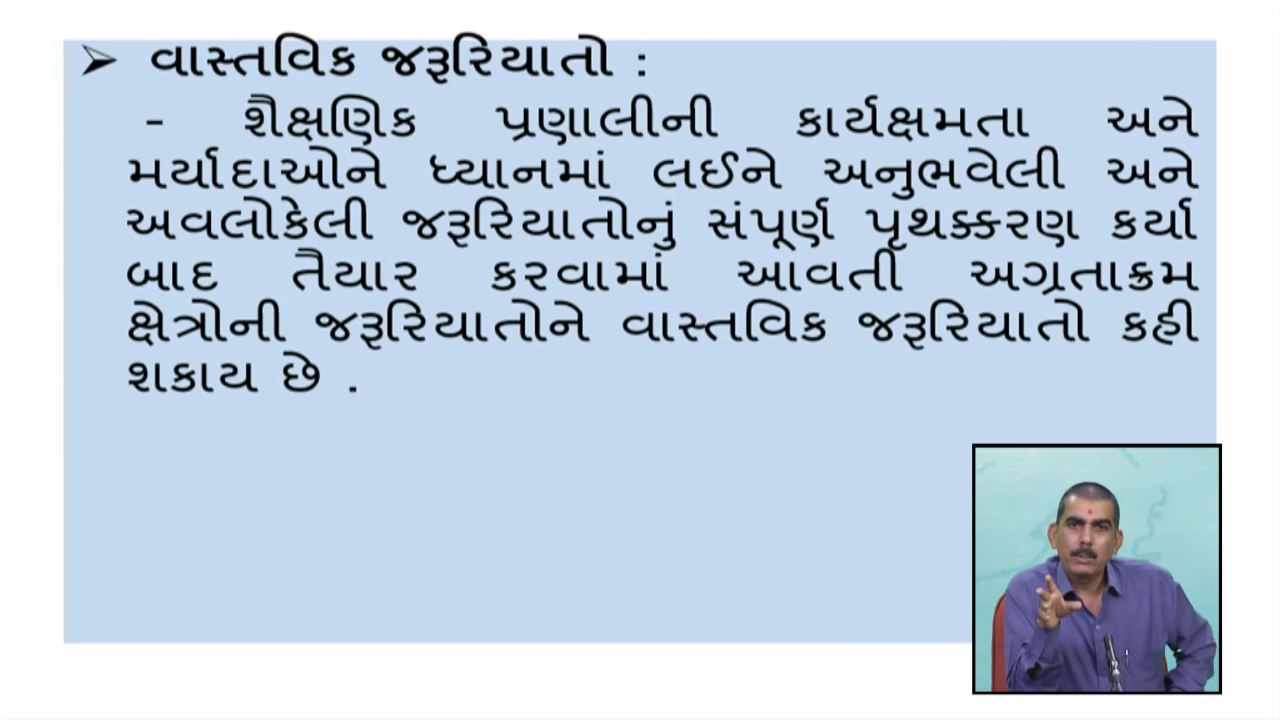 ➢ વાસ્તવિક જરૂરિયાતો :
- શૈક્ષણિક પ્રણાલીની કાર્યક્ષમતા અને
મર્યાદાઓને ધ્યાનમાં લઈને અનુભવેલી અને
અવલોકેલી જરૂરિયાતોનું સંપૂર્ણ પૃથક્કરણ કર્યા
બાદ તૈયાર કરવામાં આવતી અગ્રતાક્રમ
ક્ષેત્રોની જરૂરિયાતોને વાસ્તવિક જરૂરિયાતો કહી
શકાય છે .